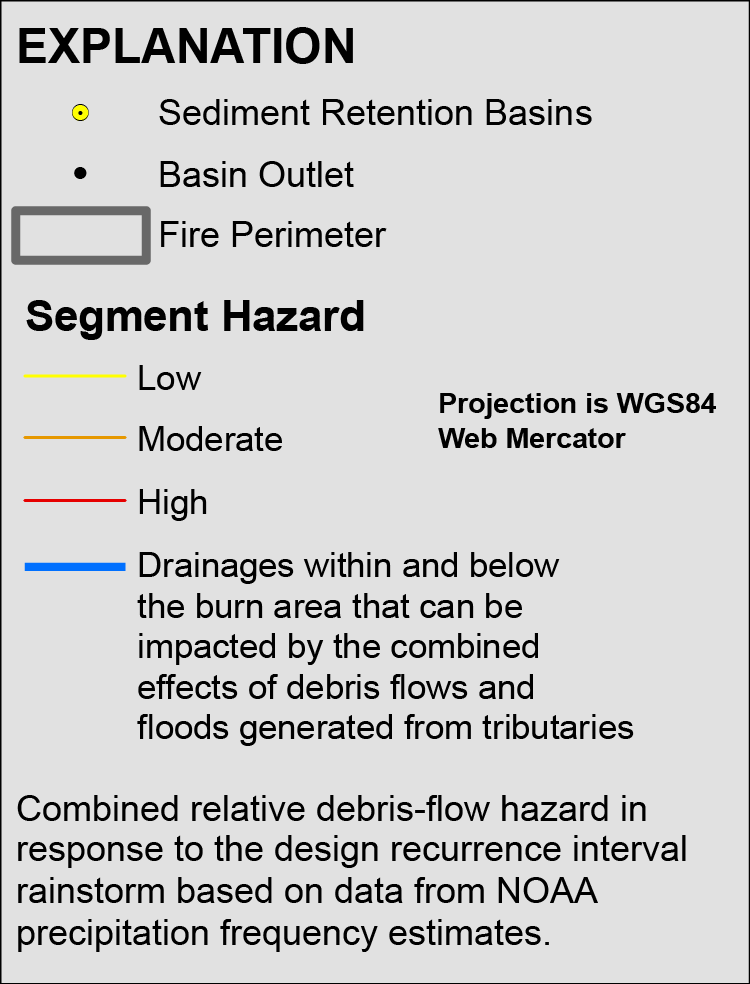 EXPLANATION
Sediment Retention Basins
Basin Outlet
Fire Perimeter
Segment Hazard
Low
Moderate
High
Projection is WGS84
Web Mercator
Drainages within and below
the burn area that can be
impacted by the combined
effects of debris flows and
floods generated from tributaries
Combined relative debris-flow hazard in
response to the design recurrence interval
rainstorm based on data from NOAA
precipitation frequency estimates.